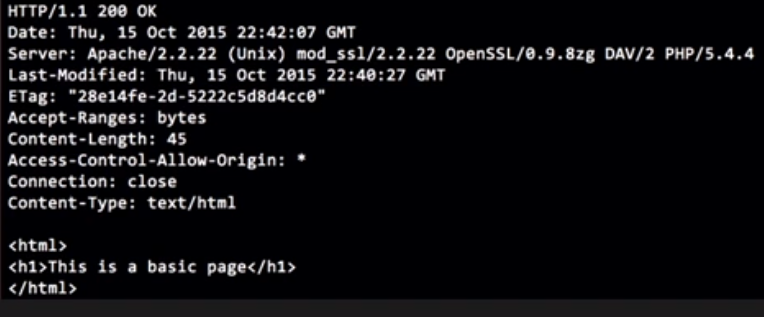 HTTP/1.1 200 OK
Date: Thu, 15 Oct 2015 22:42:07 GMT
Server: Apache/2.2.22 (Unix) mod_ssl/2.2.22 OpenSSL/0.9.8zg DAV/2 PHP/5.4.4
Last-Modified: Thu, 15 Oct 2015 22:40:27 GMT
ETag: "28e14fe-2d-5222c5d8d4cc0"
Accept-Ranges: bytes
Content-Length: 45
Access-Control-Allow-Origin: *
Connection: close
Content-Type: text/html

<html>
<h1>This is a basic page</h1>
</html>